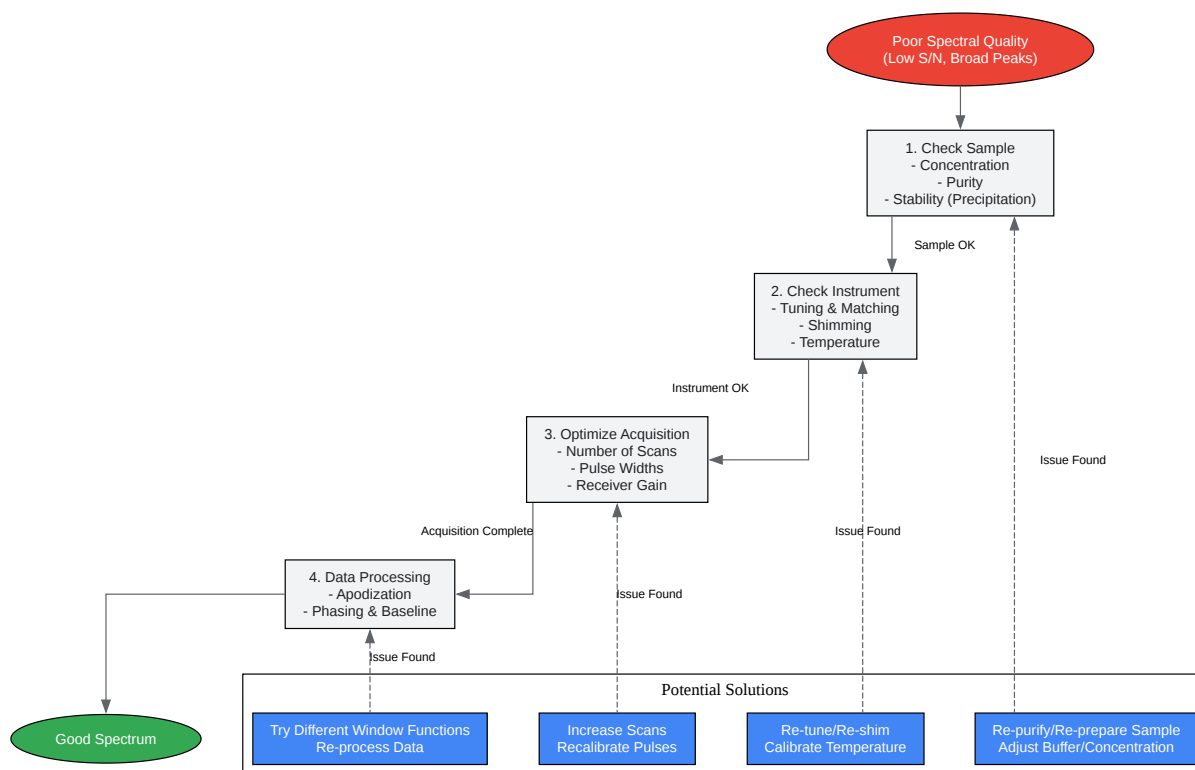 Poor Spectral Quality
(Low S/N, Broad Peaks)
1. Check Sample
- Concentration
- Purity
- Stability (Precipitation)
Sample OK
2. Check Instrument
- Tuning & Matching
- Shimming
- Temperature
Instrument OK
3. Optimize Acquisition
- Number of Scans
- Pulse Widths
- Receiver Gain
Issue Found
Acquisition Complete
Issue Found
4. Data Processing
- Apodization
- Phasing & Baseline
Issue Found
Issue Found
Potential Solutions
Good Spectrum
Try Different Window Functions
Re-process Data
Increase Scans
Recalibrate Pulses
Re-tune/Re-shim
Calibrate Temperature
Re-purify/Re-prepare Sample
Adjust Buffer/Concentration